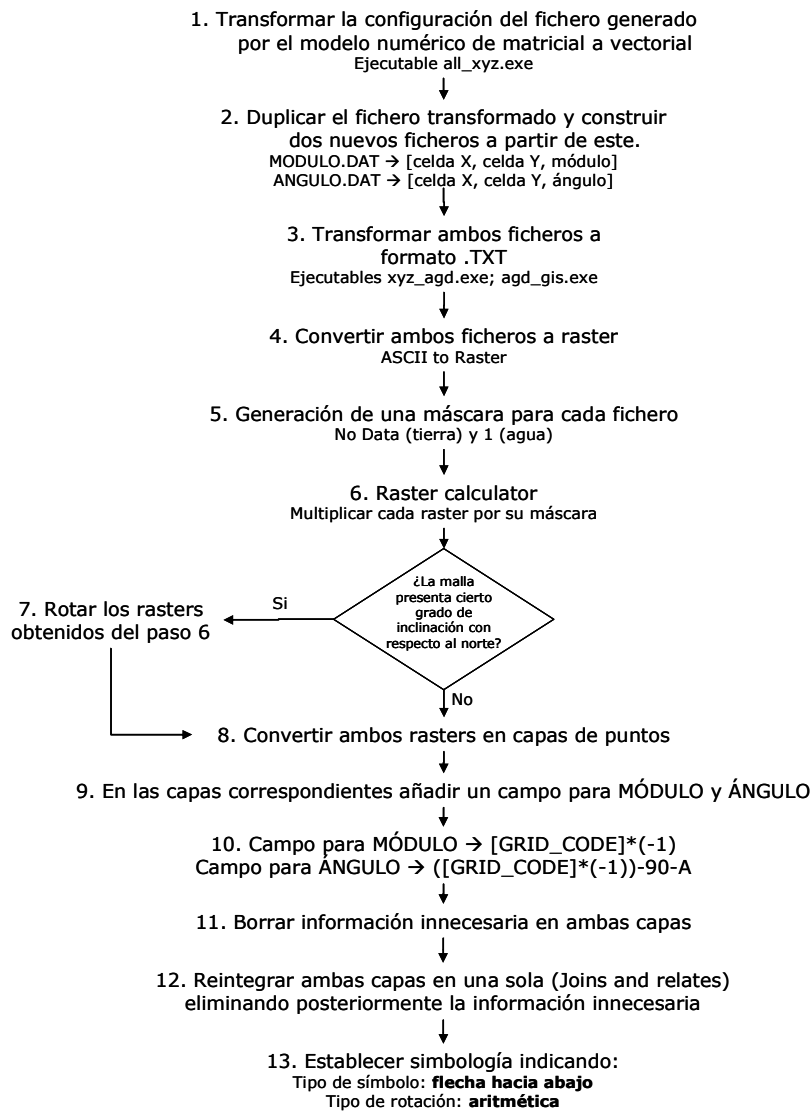 1. Transformar la configuración del fichero generado
por el modelo numérico de matricial a vectorial
Ejecutable all_xyz.exe
2. Duplicar el fichero transformado y construir
dos nuevos ficheros a partir de este.
MODULO.DAT → [celda X, celda Y, módulo]
ANGULO.DAT → [celda X, celda Y, ángulo]
3. Transformar ambos ficheros a
formato .TXT
Ejecutables xyz_agd.exe; agd_gis.exe
4. Convertir ambos ficheros a raster
ASCII to Raster
5. Generación de una máscara para cada fichero
No Data (tierra) y 1 (agua)
6. Raster calculator
Multiplicar cada raster por su máscara
¿La malla
presenta cierto
grado de
inclinación con
respecto al norte?
Si
7. Rotar los rasters
obtenidos del paso 6
No
8. Convertir ambos rasters en capas de puntos
9. En las capas correspondientes añadir un campo para MÓDULO y ÁNGULO
10. Campo para MÓDULO → [GRID_CODE]*(-1)
Campo para ÁNGULO → ([GRID_CODE]*(-1))-90-A
11. Borrar información innecesaria en ambas capas
12. Reintegrar ambas capas en una sola (Joins and relates)
eliminando posteriormente la información innecesaria
13. Establecer simbología indicando:
Tipo de símbolo: flecha hacia abajo
Tipo de rotación: aritmética